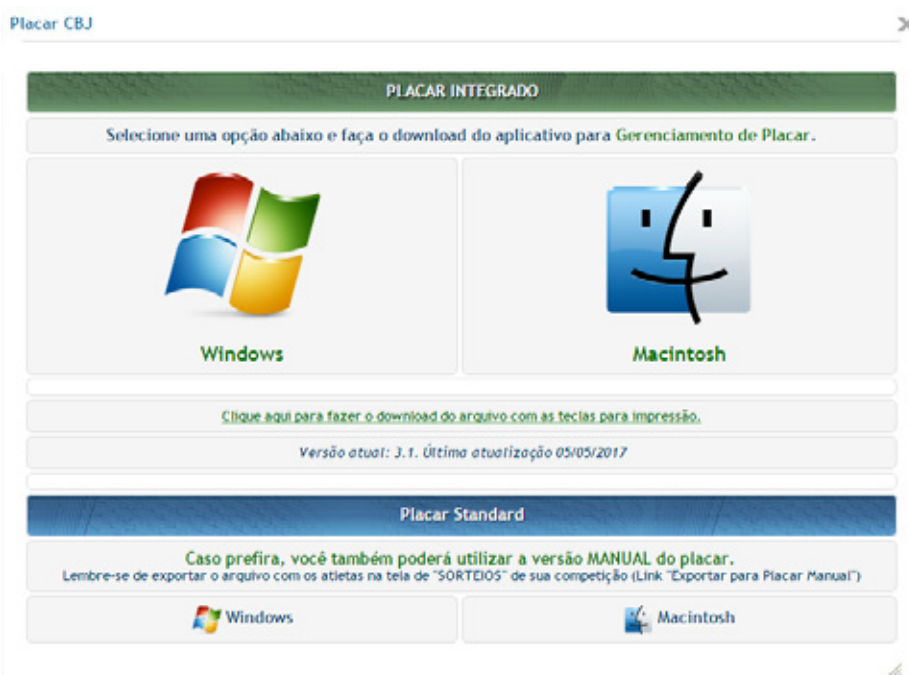 Placar CBJ
PLACAR INTEGRADO
Selecione uma opção abaixo e faça o download do aplicativo para Gerenciamento de Placar.
Windows
Macintosh
Clique aqui para fazer o download do arquivo com as teclas para impressão.
Versão atual: 3.1. Última atualização 05/05/2017
Placar Standard
Caso prefira, você também poderá utilizar a versão MANUAL do placar.
Lembre-se de exportar o arquivo com os atletas na tela de "SORTEIOS" de sua competição (Link "Exportar para Placar Manual")
Windows
Macintosh